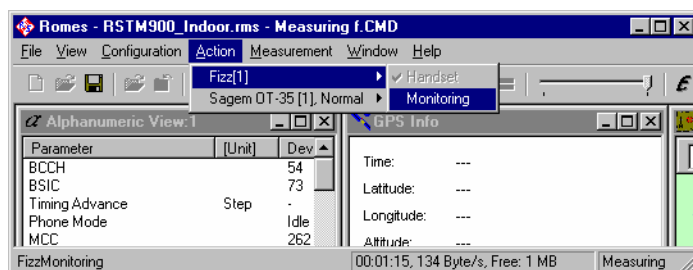 Romes - RSTM900_Indoor.rms - Measuring f.CMD
File View Configuration Action Measurement Window Help
Fizz[1] Handset
Sagem OT-35 [1], Normal Monitoring
Alphanumeric View:1 GPS Info
Parameter [Unit] Dev
BCCH 54
BSIC 73
Timing Advance Step -
Phone Mode Idle
MCC 262
Time: ---
Latitude: ---
Longitude: ---
Altitude: ---
FizzMonitoring 00:01:15, 134 Byte/s, Free: 1 MB Measuring